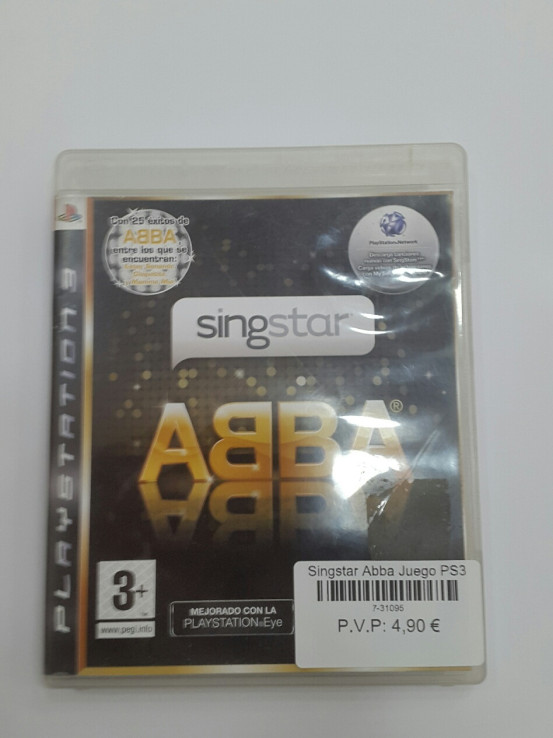 Con 25 éxitos de
ABBA
entre los que se
encuentran:
PlayStation Network
PLAYSTATION 3
singstar
ABBA®
3+
www.pegi.info
MEJORADO CON LA
PLAYSTATION Eye
Singstar Abba Juego PS3
7-31095
P.V.P: 4,90 €